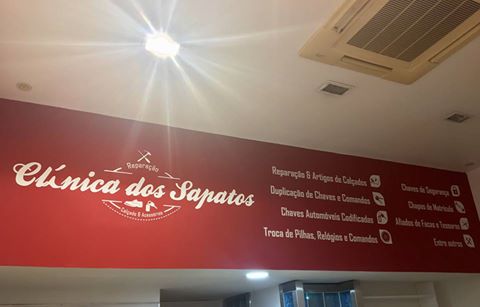 Reparação
Clínica dos Sapatos
Calçado & Acessórios
Reparação & Artigos de Calçados
Duplicação de Chaves e Comandos
Chaves Automóveis Codificadas
Troca de Pilhas, Relógios e Comandos
Chaves de Segurança
Chapas de Matrícula
Afiados de Facas e Tesouras
Entre outros